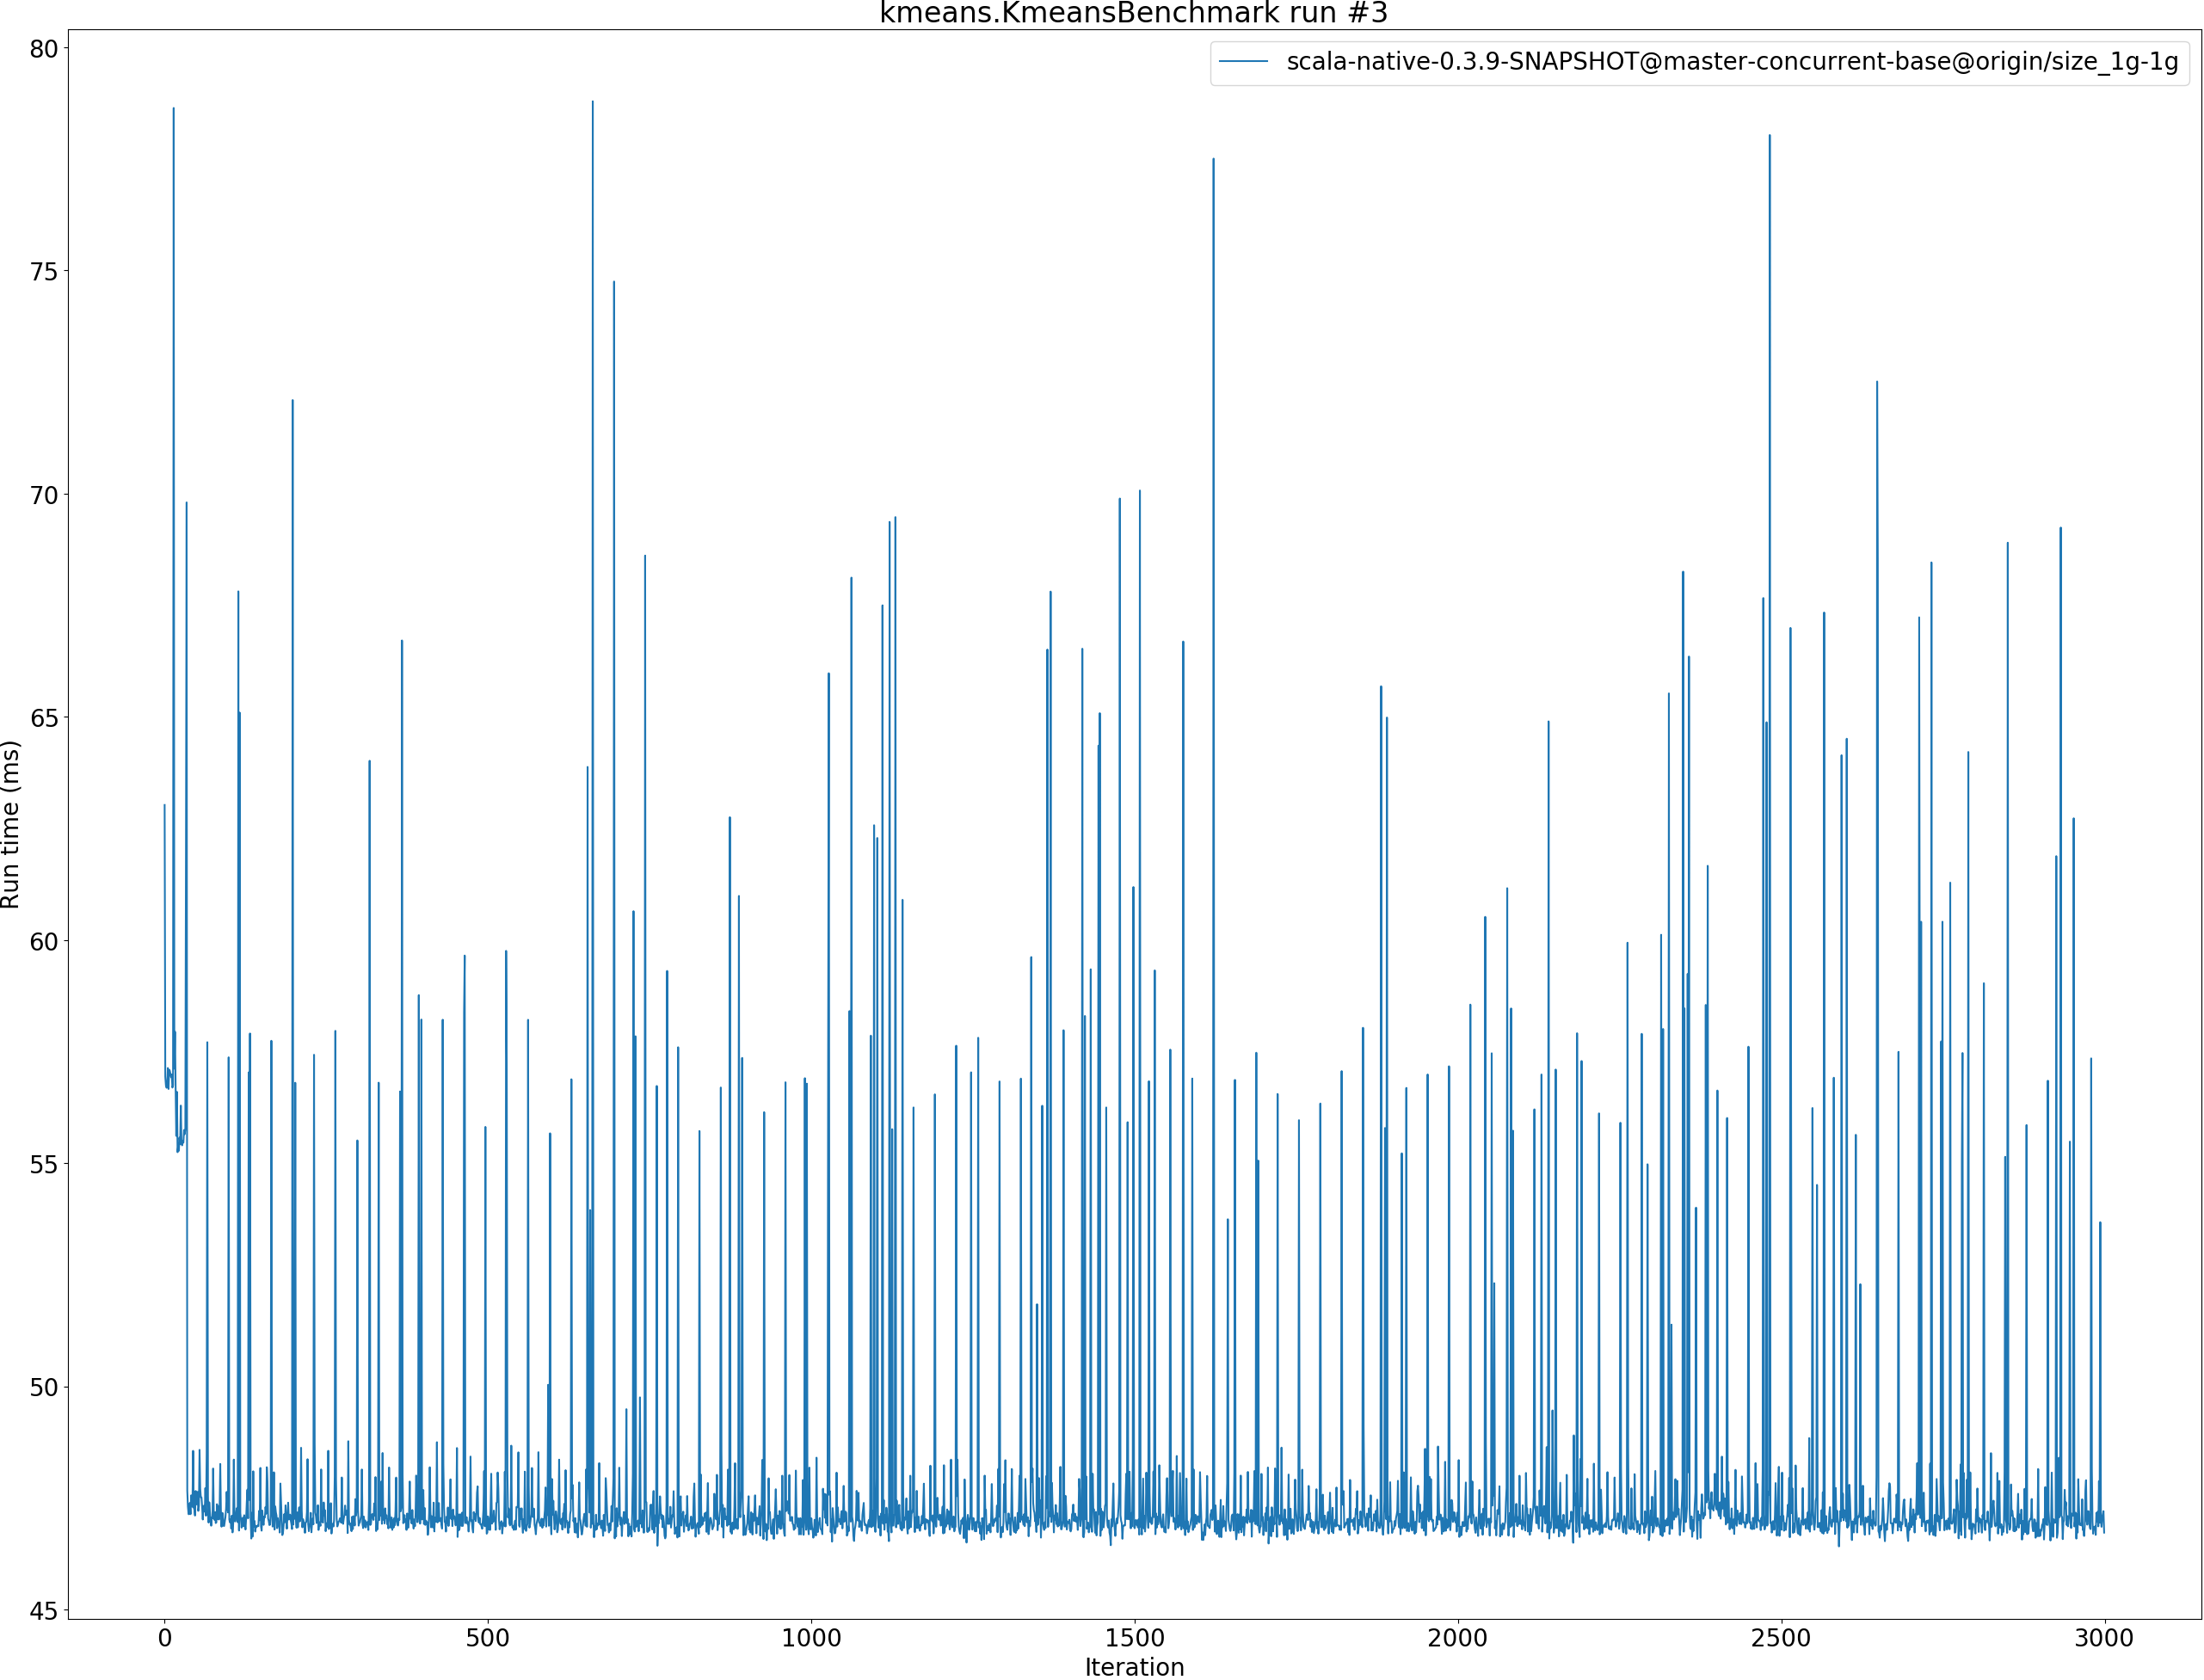 kmeans.KmeansBenchmark run #3
scala-native-0.3.9-SNAPSHOT@master-concurrent-base@origin/size_1g-1g
80
75
70
65
60
55
50
45
Run time (ms)
0 500 1000 1500 2000 2500 3000
Iteration